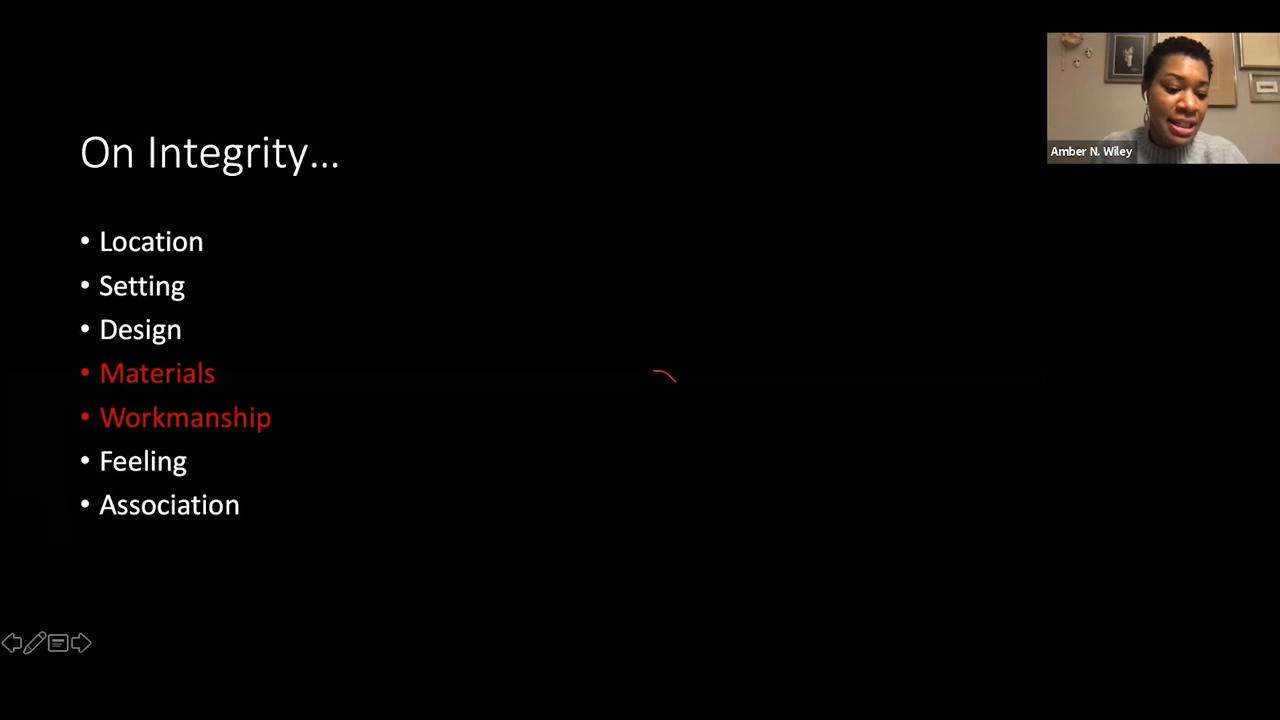 On Integrity...
• Location
• Setting
• Design
• Materials
• Workmanship
• Feeling
• Association
Amber N. Wiley